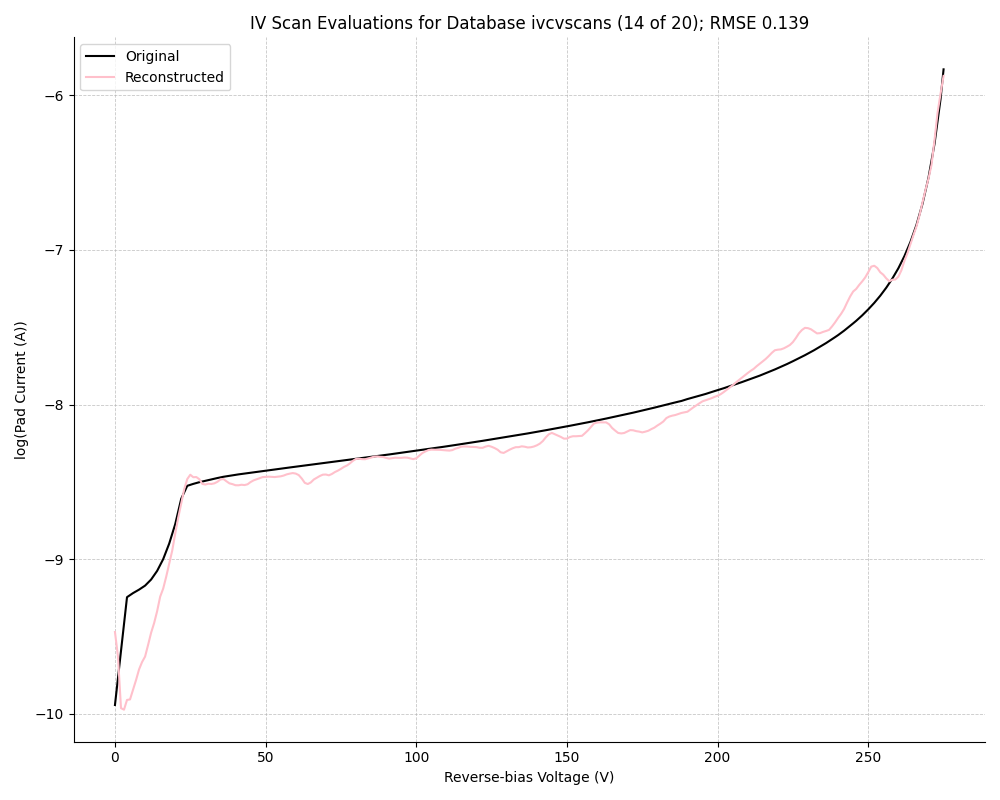 IV Scan Evaluations for Database ivcvscans (14 of 20); RMSE 0.139
Original
Reconstructed
log(Pad Current (A))
−6
−7
−8
−9
−10
0
50
100
150
200
250
Reverse-bias Voltage (V)